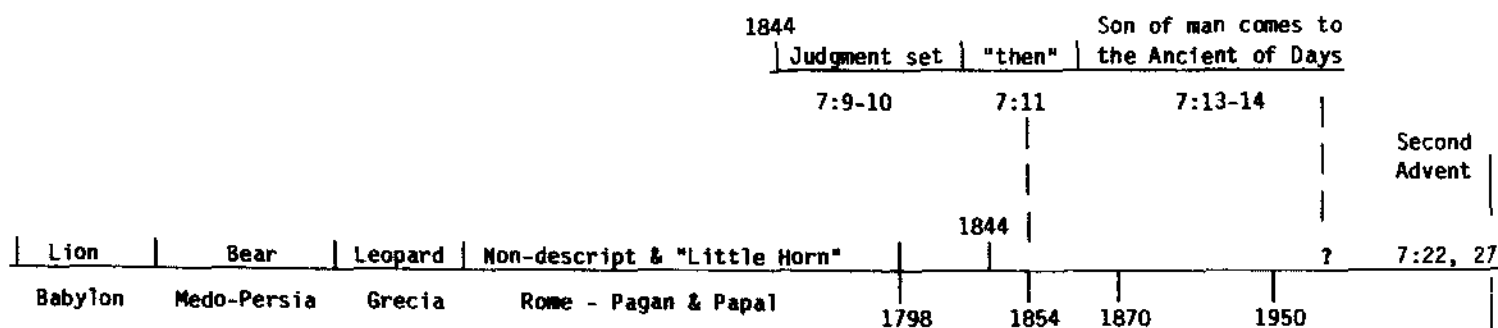 1844 Son of man comes to
Judgment set "then" the Ancient of Days
7:9-10 7:11 7:13-14
Second
Advent
1844
Lion Bear Leopard Non-descript & "Little Horn" ? 7:22, 27
Babylon Medo-Persia Grecia Rome - Pagan & Papal
1798 1854 1870 1950